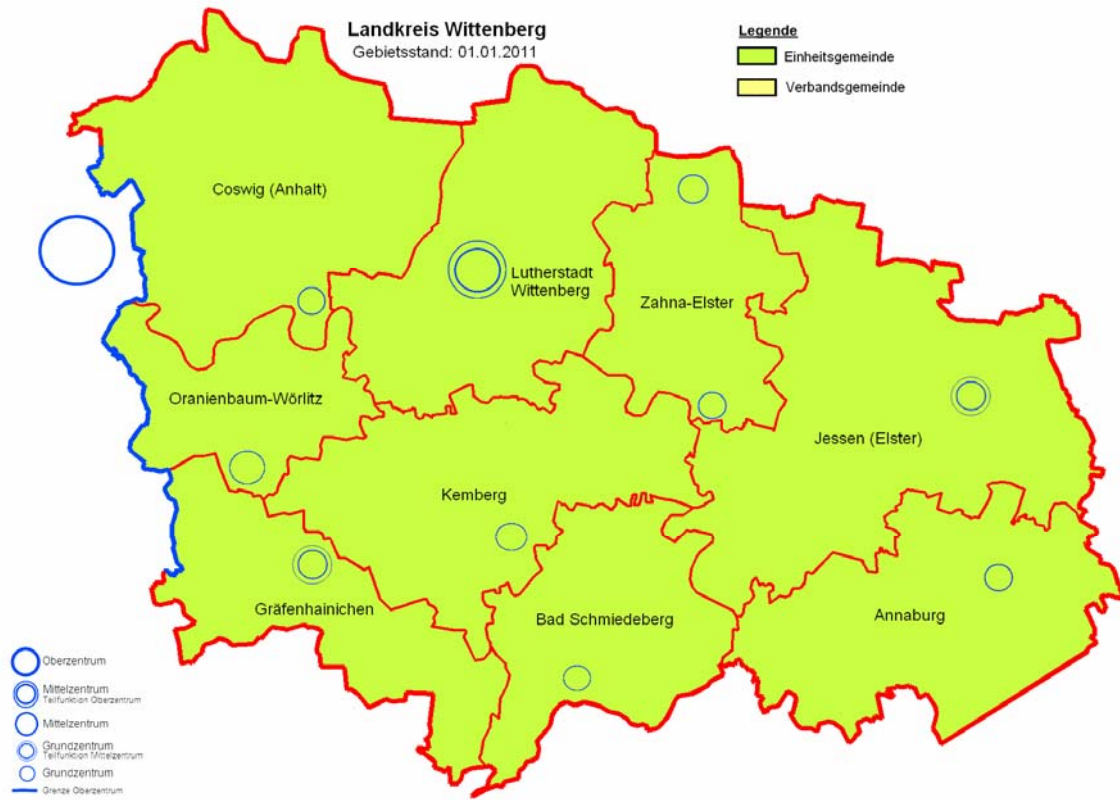 Landkreis Wittenberg
Gebietsstand: 01.01.2011
Legende
Einheitsgemeinde
Verbandsgemeinde
Coswig (Anhalt)
Lutherstadt
Wittenberg
Zahna-Elster
Oranienbaum-Wörlitz
Jessen (Elster)
Kemberg
Gräfenhainichen
Bad Schmiedeberg
Annaburg
Oberzentrum
Mittelzentrum
Teilfunktion Oberzentrum
Mittelzentrum
Grundzentrum
Teilfunktion Mittelzentrum
Grundzentrum
Grenze Oberzentrum